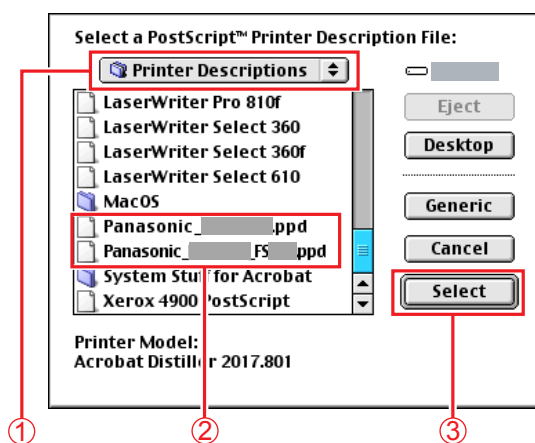 Select a PostScript™ Printer Description File:
Printer Descriptions
LaserWriter Pro 810f
LaserWriter Select 360
LaserWriter Select 360f
LaserWriter Select 610
MacOS
Panasonic_ .ppd
Panasonic_ _FS .ppd
System Stuff for Acrobat
Xerox 4900 PostScript
Eject
Desktop
Generic
Cancel
Select
Printer Model:
Acrobat Distiller 2017.801
① ② ③